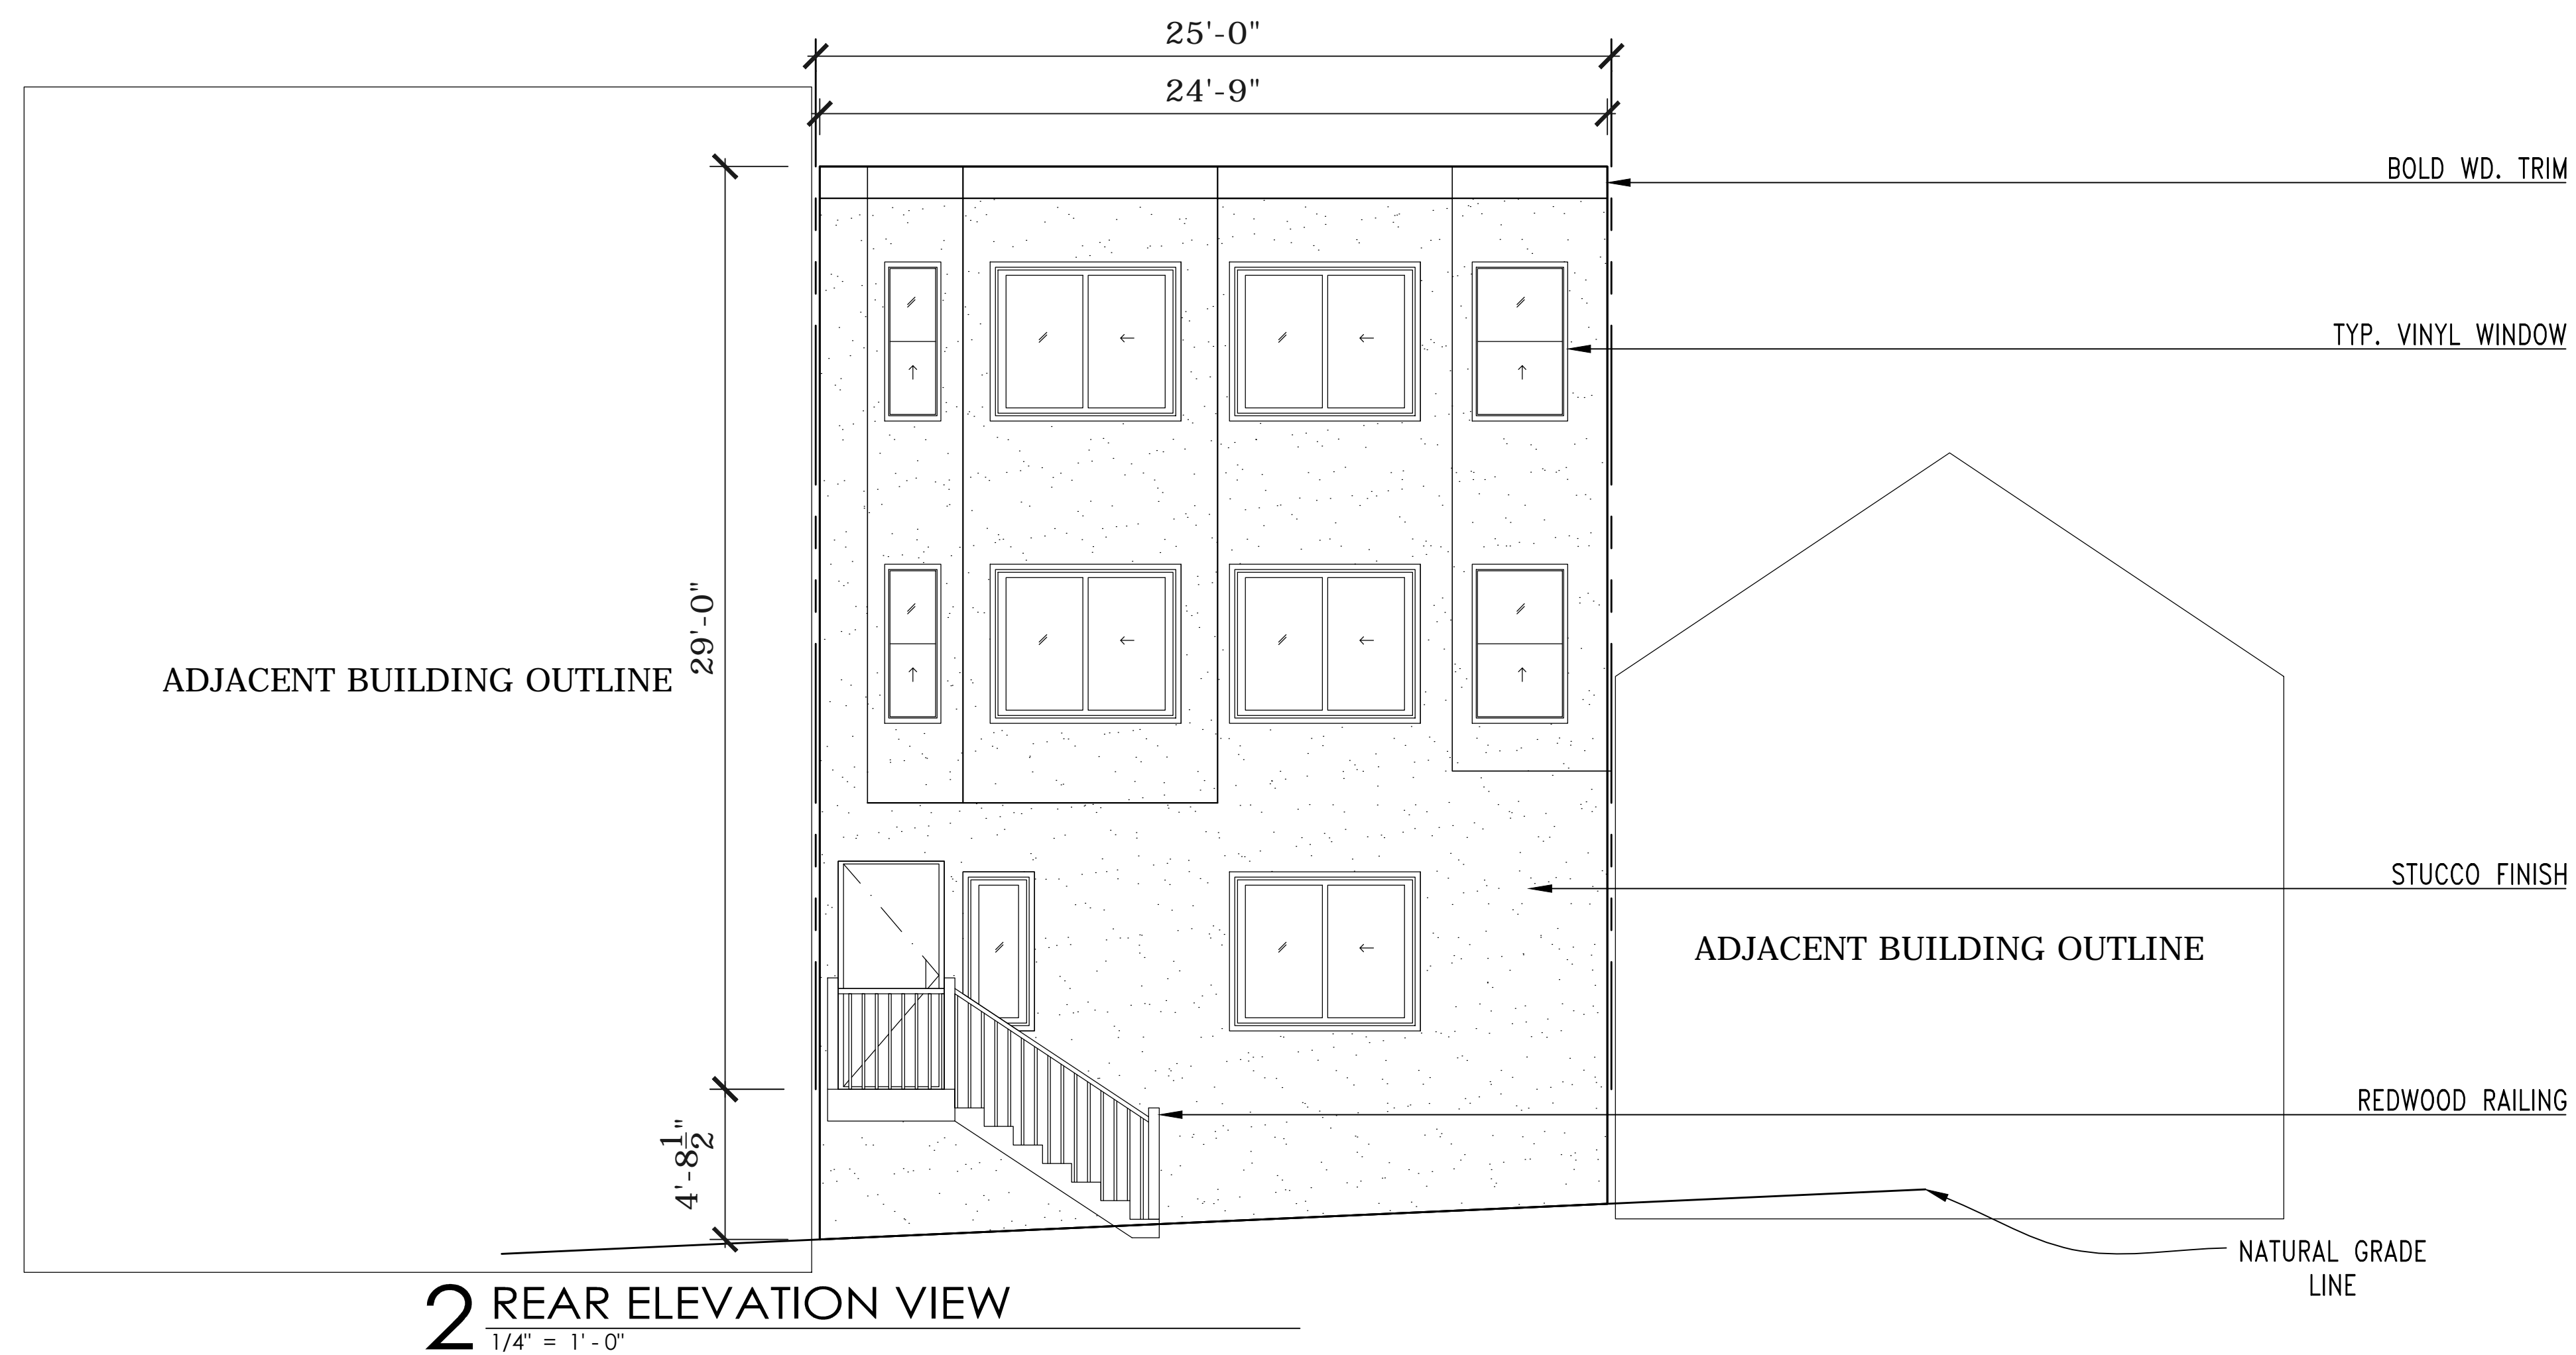 25'-0"
24'-9"
BOLD WD. TRIM
TYP. VINYL WINDOW
29'-0"
ADJACENT BUILDING OUTLINE
STUCCO FINISH
ADJACENT BUILDING OUTLINE
REDWOOD RAILING
4'-8½"
NATURAL GRADE
LINE
2 REAR ELEVATION VIEW
1/4" = 1'-0"